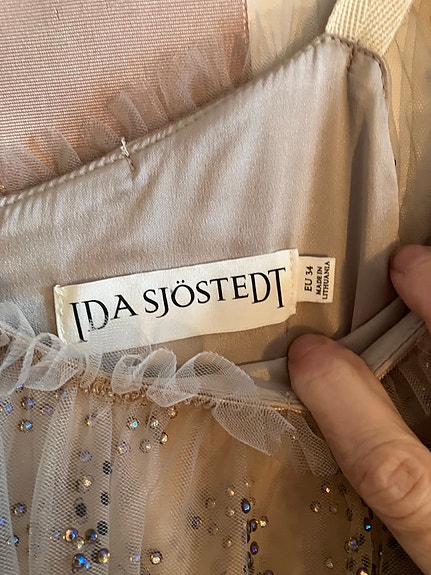 IDA SJÖSTEDT
EU 34
MADE IN
LITHUANIA